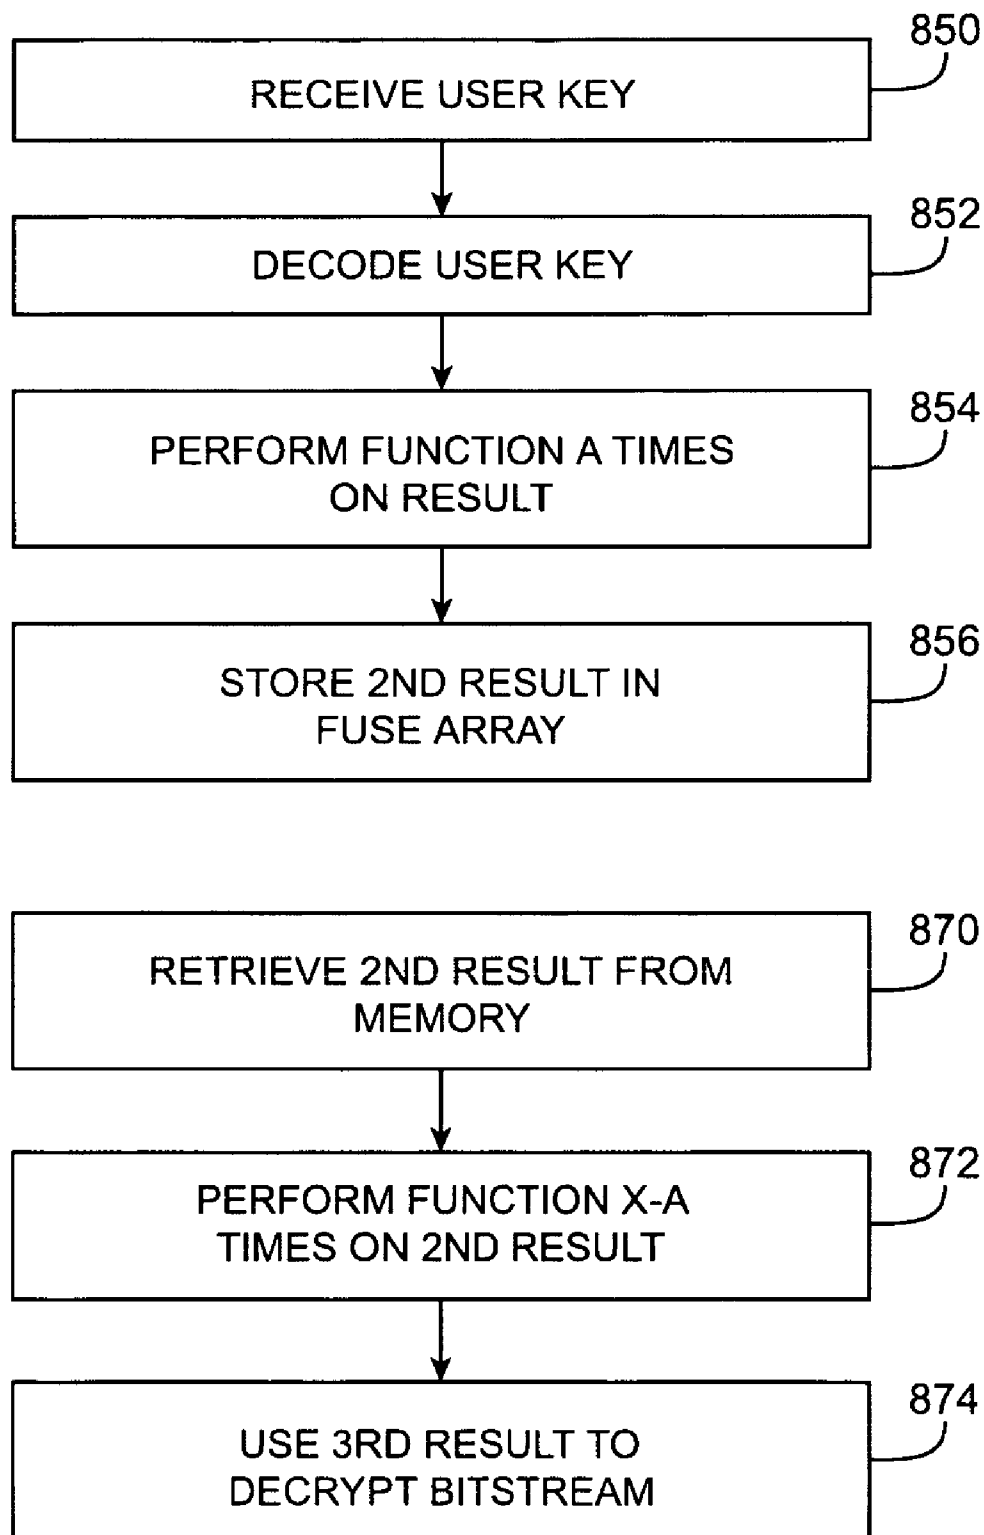 850
RECEIVE USER KEY
852
DECODE USER KEY
854
PERFORM FUNCTION A TIMES
ON RESULT
856
STORE 2ND RESULT IN
FUSE ARRAY
870
RETRIEVE 2ND RESULT FROM
MEMORY
872
PERFORM FUNCTION X-A
TIMES ON 2ND RESULT
874
USE 3RD RESULT TO
DECRYPT BITSTREAM